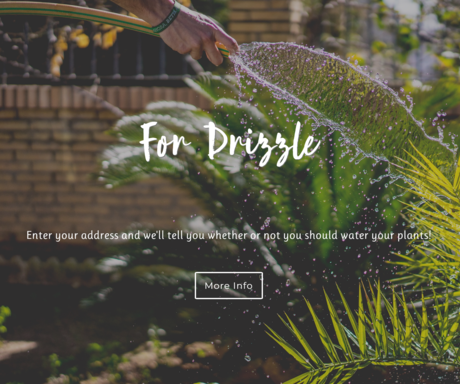 For Drizzle
Enter your address and we'll tell you whether or not you should water your plants!
More Info